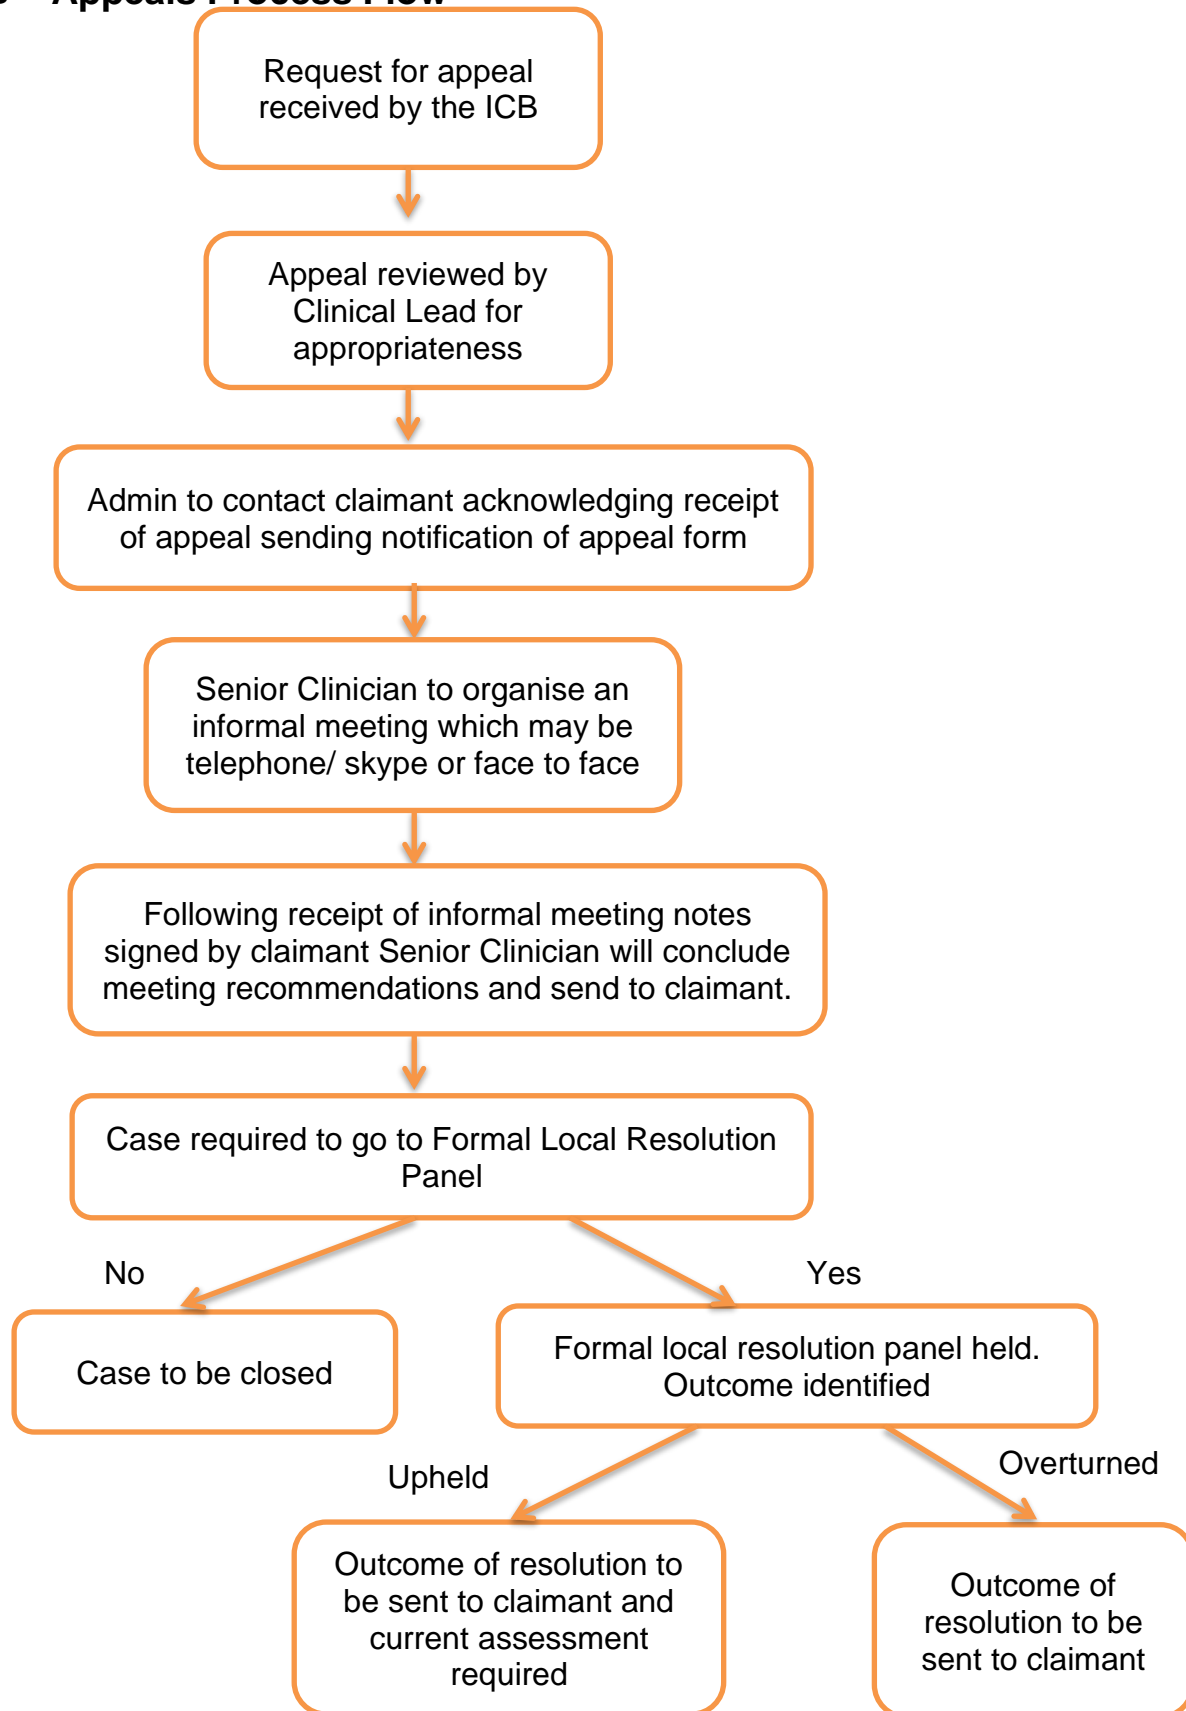 Appeals Process Flow
Request for appeal
received by the ICB
Appeal reviewed by
Clinical Lead for
appropriateness
Admin to contact claimant acknowledging receipt
of appeal sending notification of appeal form
Senior Clinician to organise an
informal meeting which may be
telephone/ skype or face to face
Following receipt of informal meeting notes
signed by claimant Senior Clinician will conclude
meeting recommendations and send to claimant.
Case required to go to Formal Local Resolution
Panel
No
Yes
Case to be closed
Formal local resolution panel held.
Outcome identified
Upheld
Overturned
Outcome of resolution to
be sent to claimant and
current assessment
required
Outcome of
resolution to be
sent to claimant